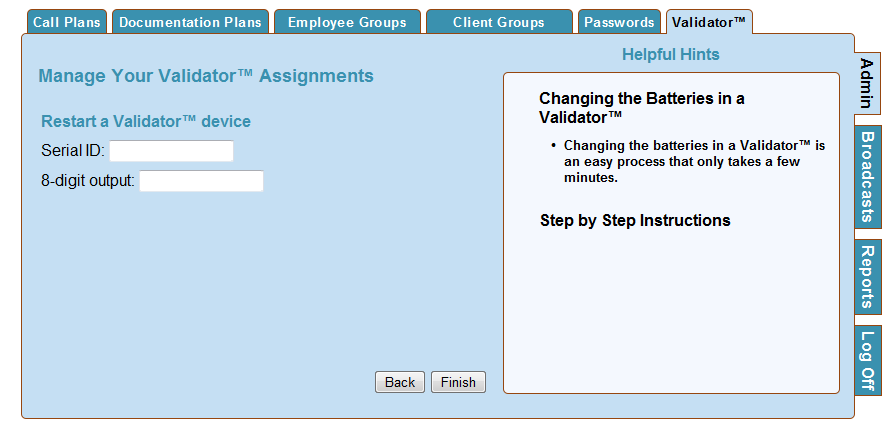 Call Plans
Documentation Plans
Employee Groups
Client Groups
Passwords
Validator™
Manage Your Validator™ Assignments
Restart a Validator™ device
Serial ID:
8-digit output:
Back
Finish
Helpful Hints
Changing the Batteries in a
Validator™
• Changing the batteries in a Validator™ is
an easy process that only takes a few
minutes.
Step by Step Instructions
Admin
Broadcasts
Reports
Log Off